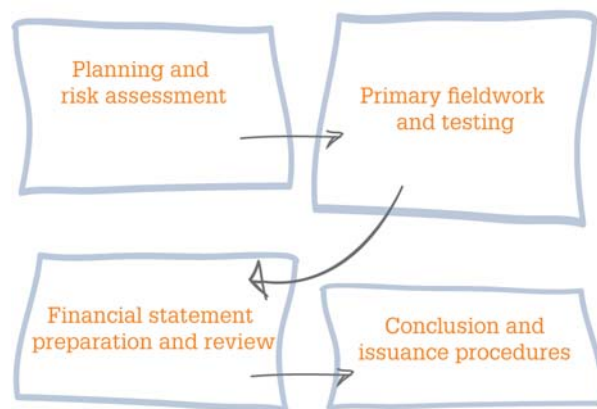 Planning and
risk assessment
Primary fieldwork
and testing
Financial statement
preparation and review
Conclusion and
issuance procedures